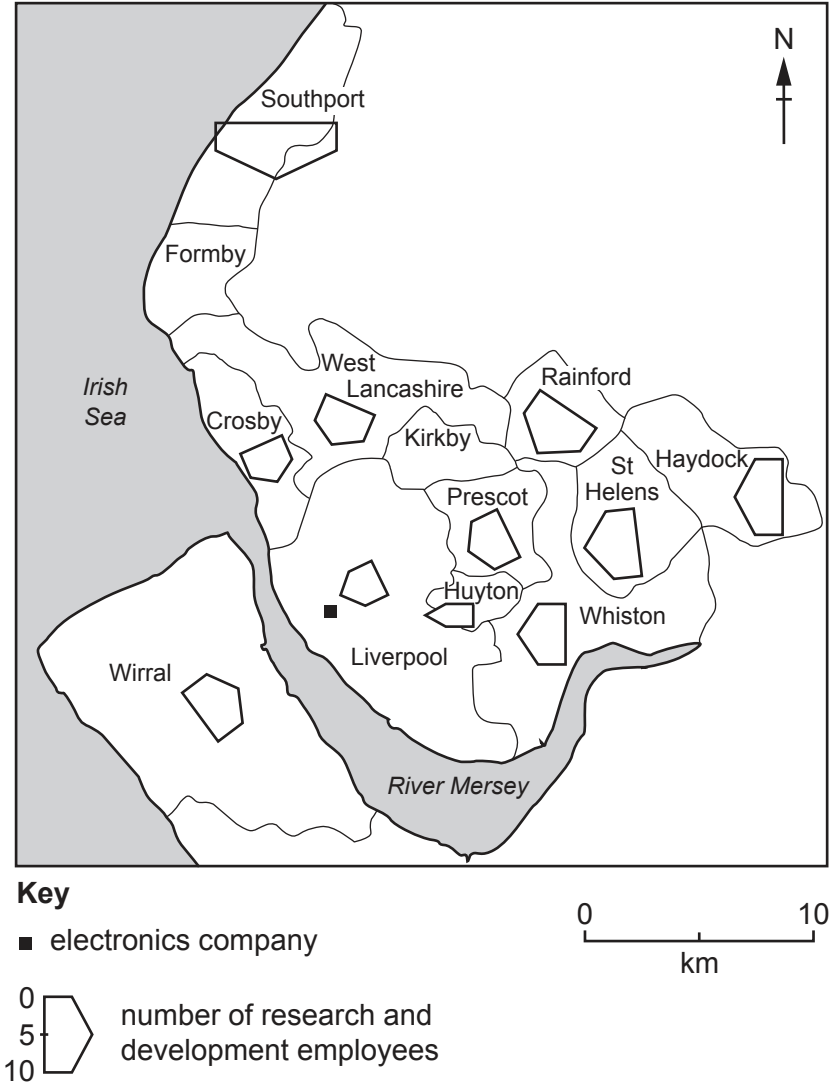 N
Southport
Formby
Irish
Sea
West
Lancashire
Rainford
Crosby
Kirkby
St
Helens
Haydock
Prescot
Huyton
Whiston
Liverpool
Wirral
River Mersey
Key
electronics company
0 10
km
0
5
10
number of research and
development employees